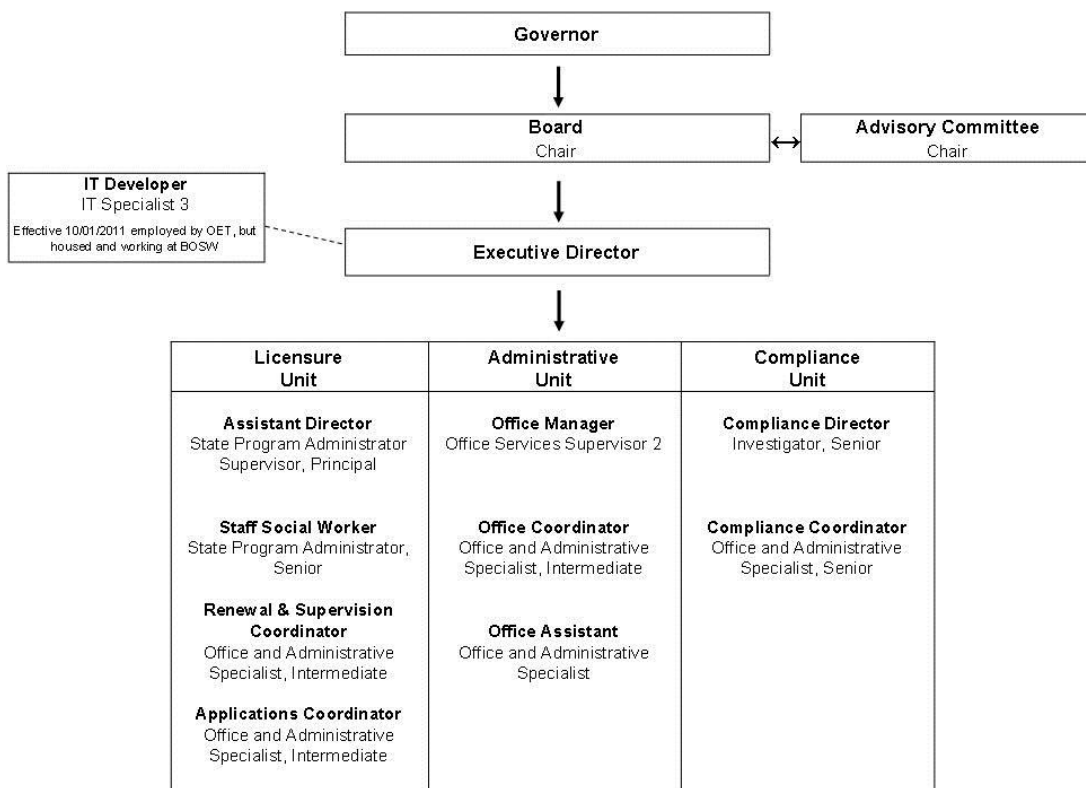 Governor
Board
Chair
Advisory Committee
Chair
IT Developer
IT Specialist 3
Effective 10/01/2011 employed by OET, but
housed and working at BOSW
Executive Director
Licensure
Unit
Administrative
Unit
Compliance
Unit
Assistant Director
State Program Administrator
Supervisor, Principal
Staff Social Worker
State Program Administrator,
Senior
Renewal & Supervision
Coordinator
Office and Administrative
Specialist, Intermediate
Applications Coordinator
Office and Administrative
Specialist, Intermediate
Office Manager
Office Services Supervisor 2
Office Coordinator
Office and Administrative
Specialist, Intermediate
Office Assistant
Office and Administrative
Specialist
Compliance Director
Investigator, Senior
Compliance Coordinator
Office and Administrative
Specialist, Senior